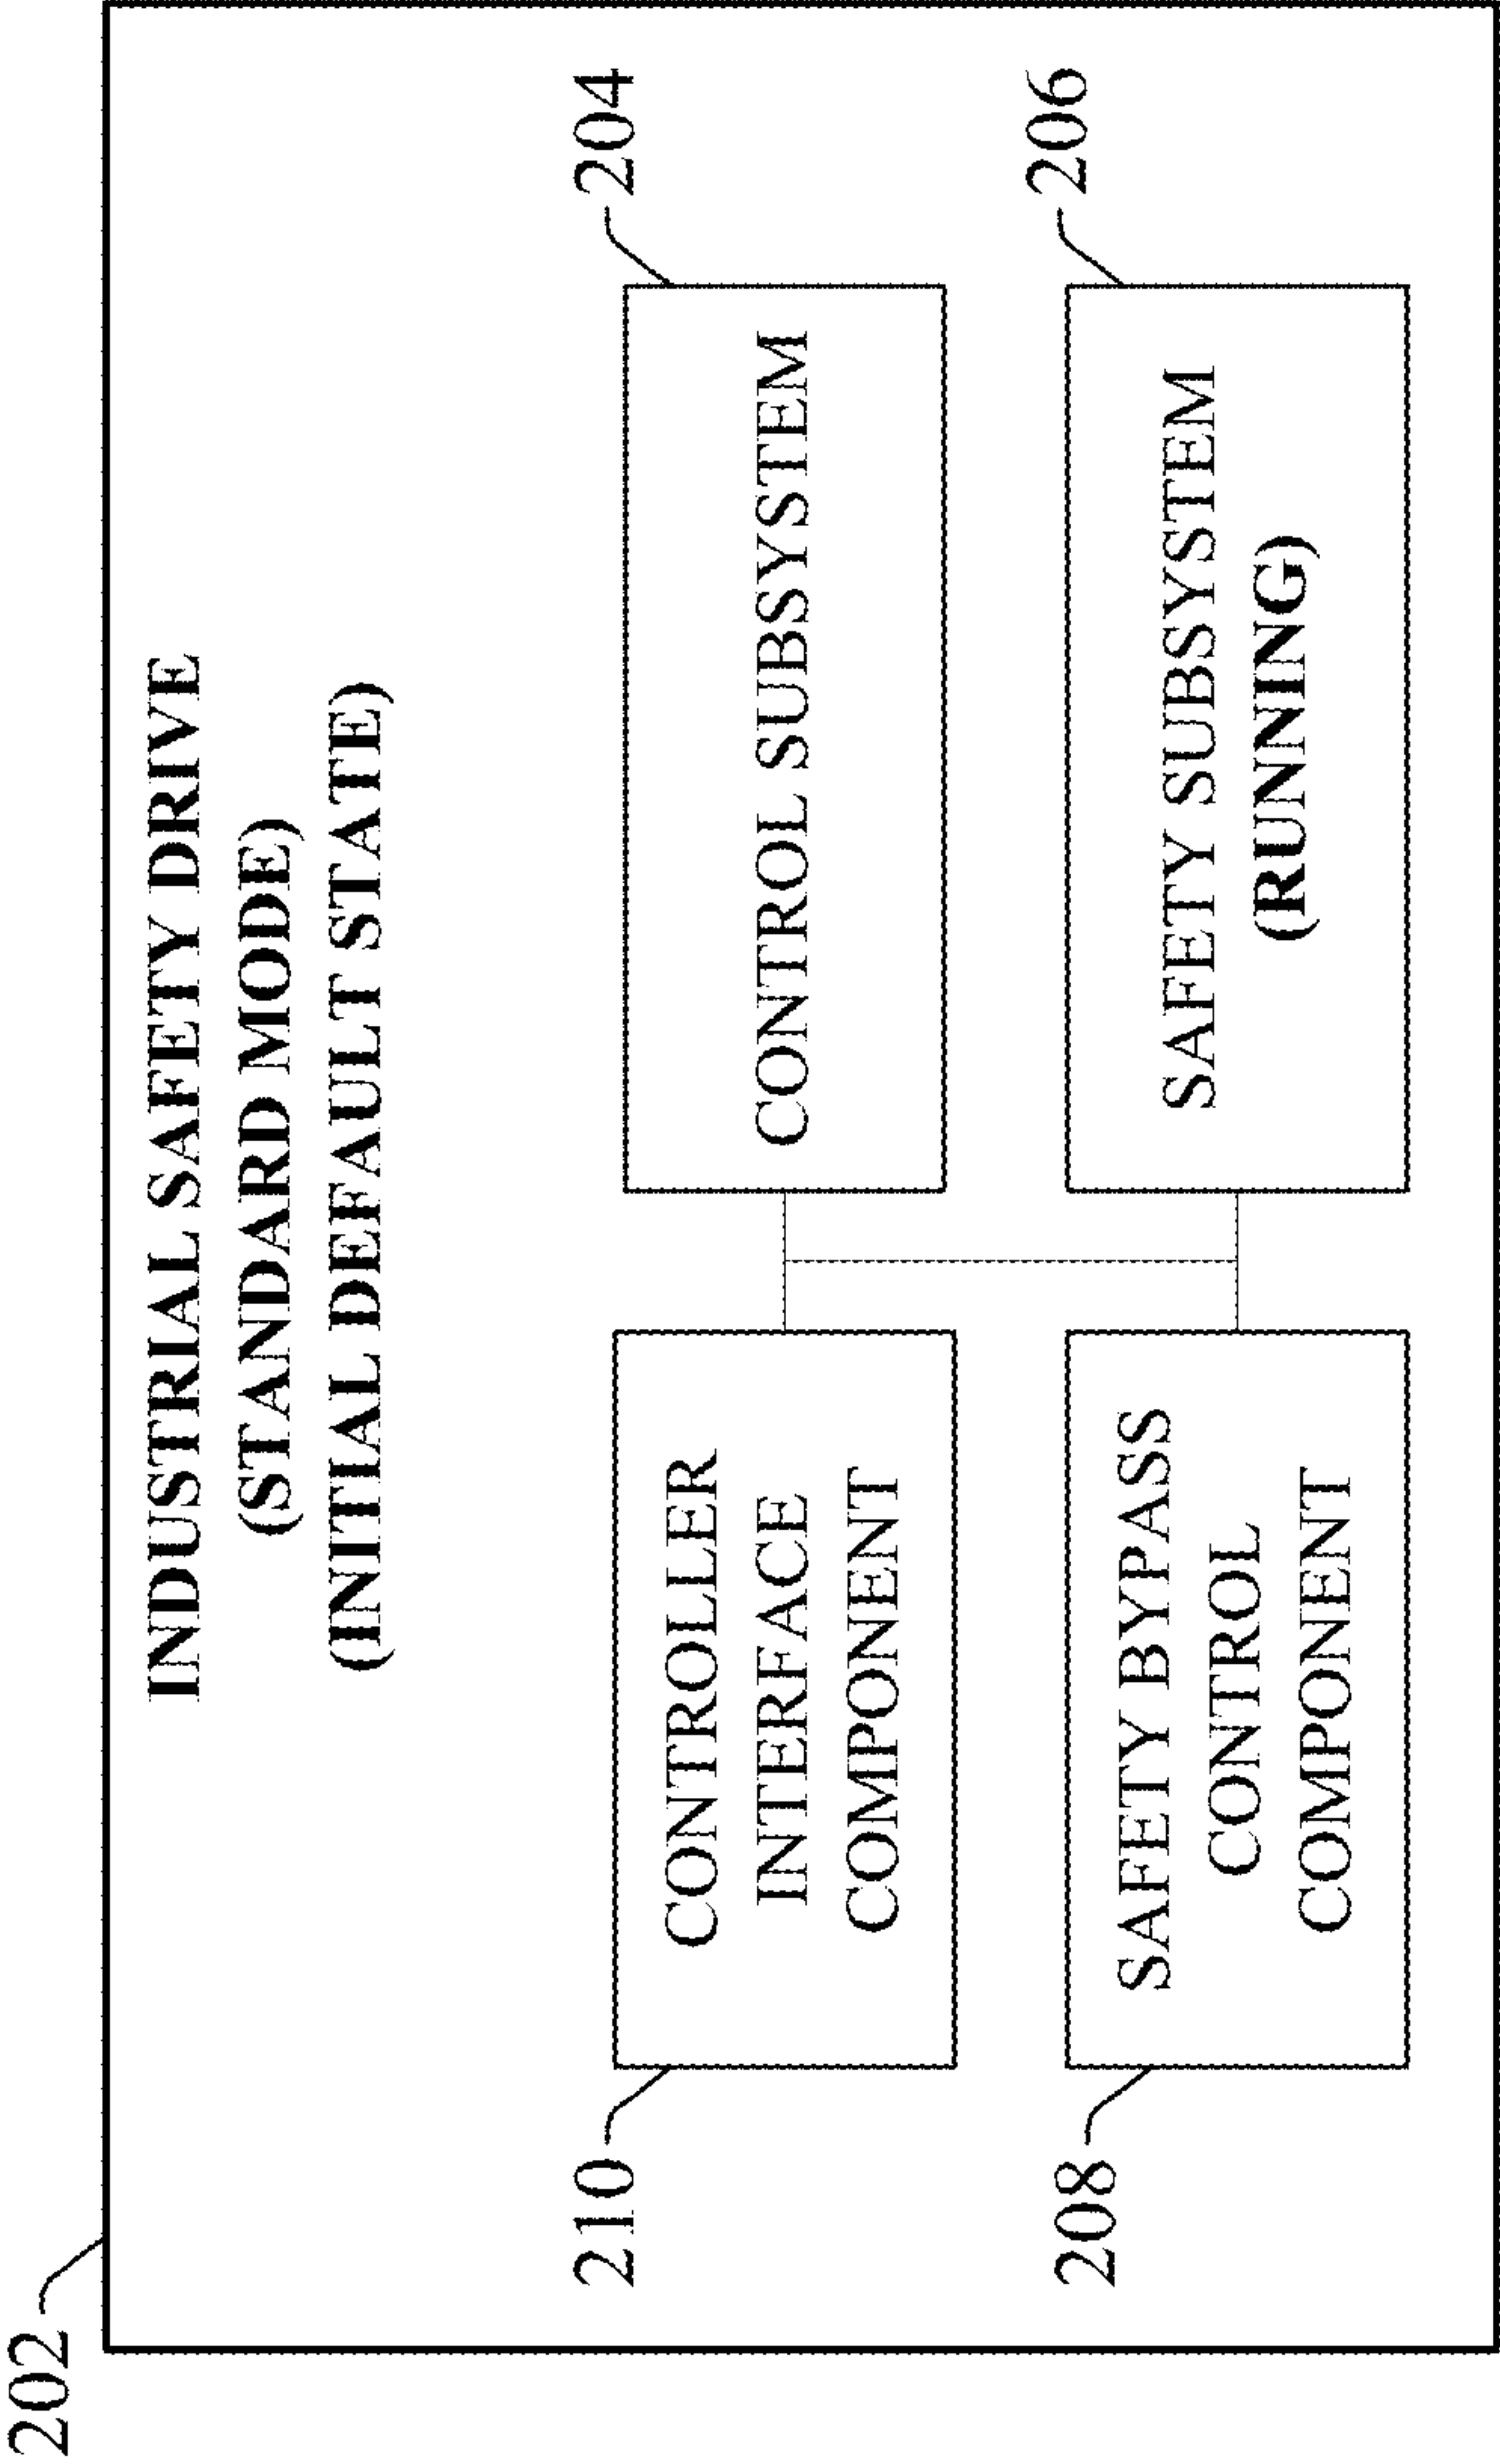 202
INDUSTRIAL SAFETY DRIVE
(STANDARD MODE)
(INITIAL DEFAULT STATE)
210
CONTROLLER
INTERFACE
COMPONENT
CONTROL SUBSYSTEM
204
208
SAFETY BYPASS
CONTROL
COMPONENT
SAFETY SUBSYSTEM
(RUNNING)
206